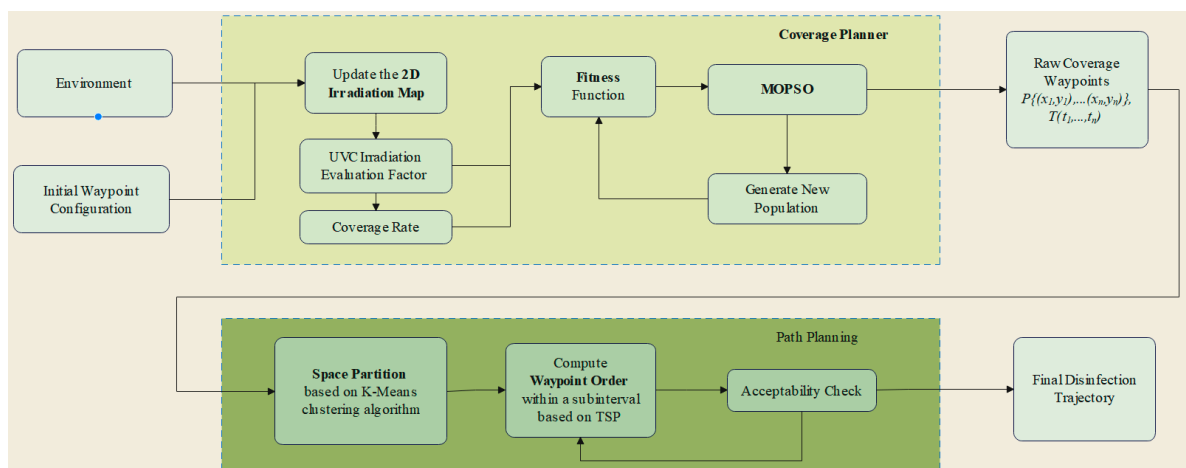 Coverage Planner
Environment
Initial Waypoint
Configuration
Update the 2D
Irradiation Map
UVC Irradiation
Evaluation Factor
Coverage Rate
Fitness
Function
MOPSO
Generate New
Population
Raw Coverage
Waypoints
P{(x1,y1),...(xn,yn)},
T(t1,...,tn)
Path Planning
Space Partition
based on K-Means
clustering algorithm
Compute
Waypoint Order
within a subinterval
based on TSP
Acceptability Check
Final Disinfection
Trajectory